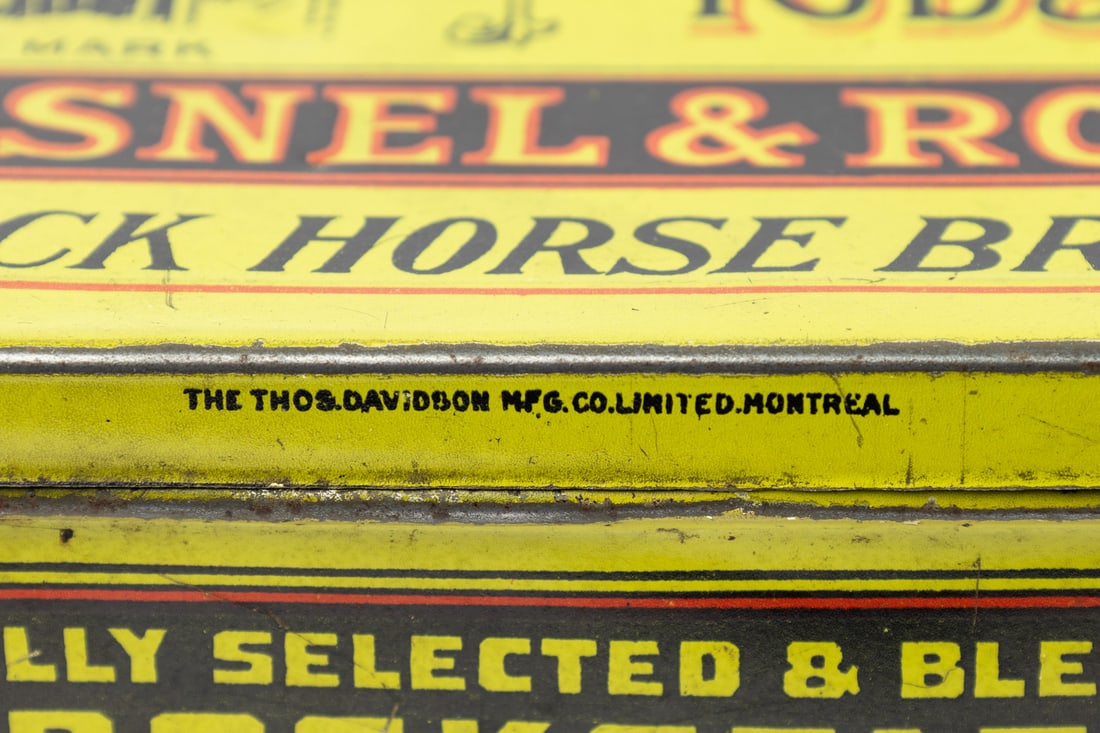 MARK
SNEL & RO
CK HORSE BR
THE THOS. DAVIDSON MFG. CO. LIMITED. MONTREAL
LLY SELECTED & BLE